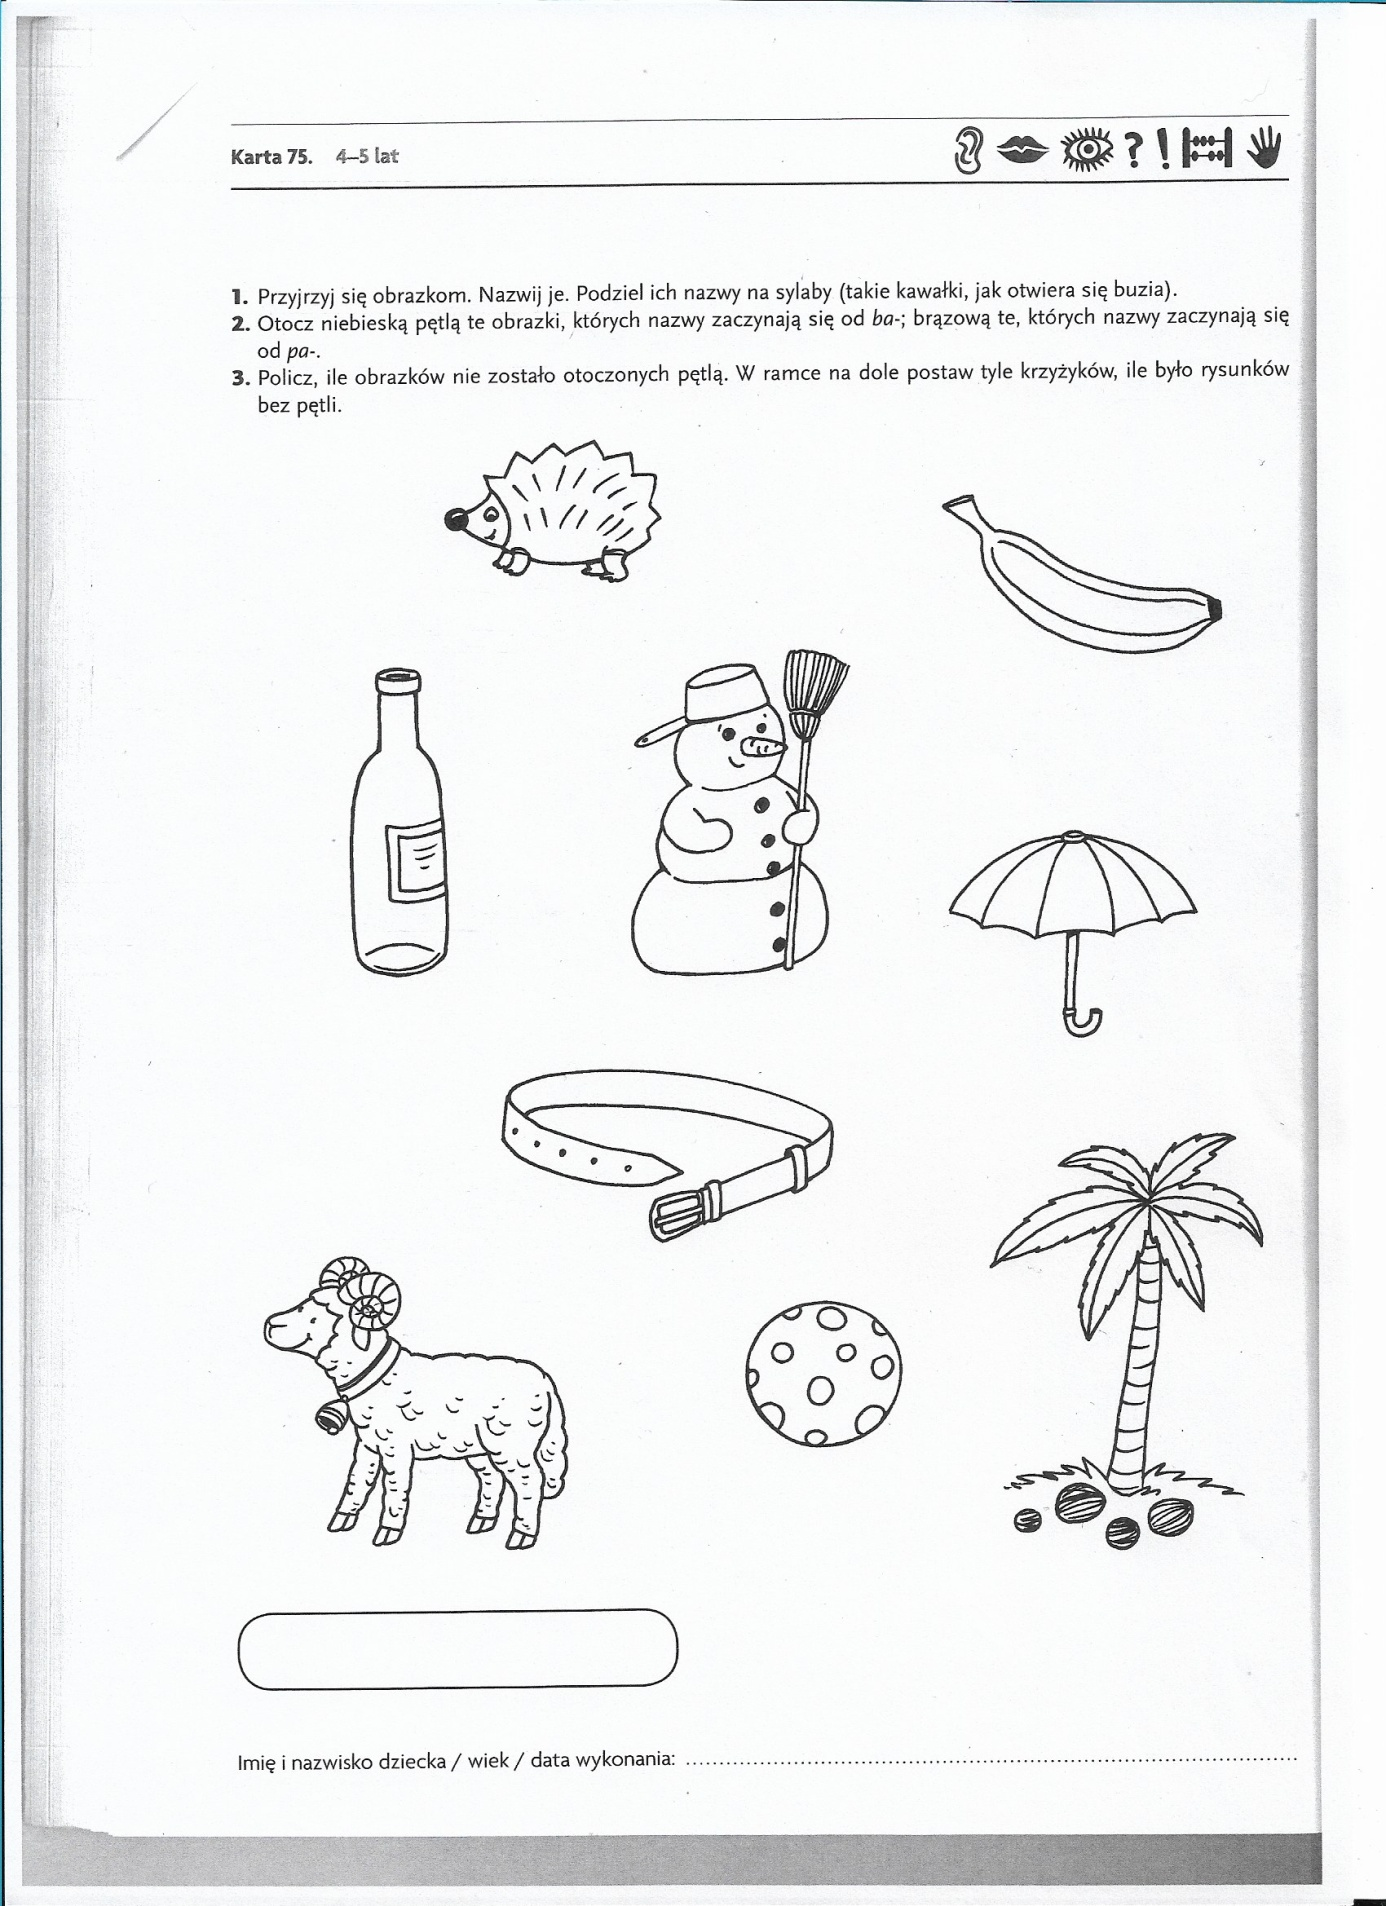 Karta 75. 4–5 lat
? !
1. Przyjrzyj się obrazkom. Nazwij je. Podziel ich nazwy na sylaby (takie kawałki, jak otwiera się buzia).
2. Otocz niebieską pętlą te obrazki, których nazwy zaczynają się od ba-; brązową te, których nazwy zaczynają się
od pa-.
3. Policz, ile obrazków nie zostało otoczonych pętlą. W ramce na dole postaw tyle krzyżyków, ile było rysunków
bez pętli.
Imię i nazwisko dziecka / wiek / data wykonania: ..........................................................................................